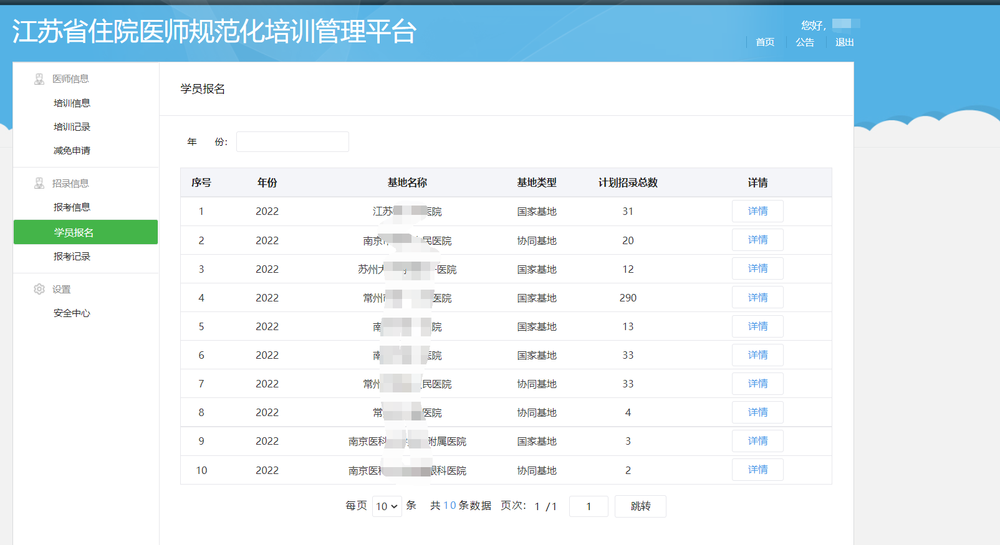 江苏省住院医师规范化培训管理平台
您好,
首页 公告 退出
医师信息
培训信息
培训记录
减免申请
招录信息
报考信息
学员报名
报考记录
设置
安全中心
学员报名
年 份:
序号 年份 基地名称 基地类型 计划招录总数 详情
1 2022 江苏 医院 国家基地 31 详情
2 2022 南京 民医院 协同基地 20 详情
3 2022 苏州大 医院 国家基地 12 详情
4 2022 常州市 医院 国家基地 290 详情
5 2022 南 院 国家基地 13 详情
6 2022 南 医院 国家基地 33 详情
7 2022 常州 民医院 协同基地 33 详情
8 2022 常 医院 协同基地 4 详情
9 2022 南京医科 附属医院 国家基地 3 详情
10 2022 南京医科 眼科医院 协同基地 2 详情
每页 10 条 共10条数据 页次: 1 /1 1 跳转